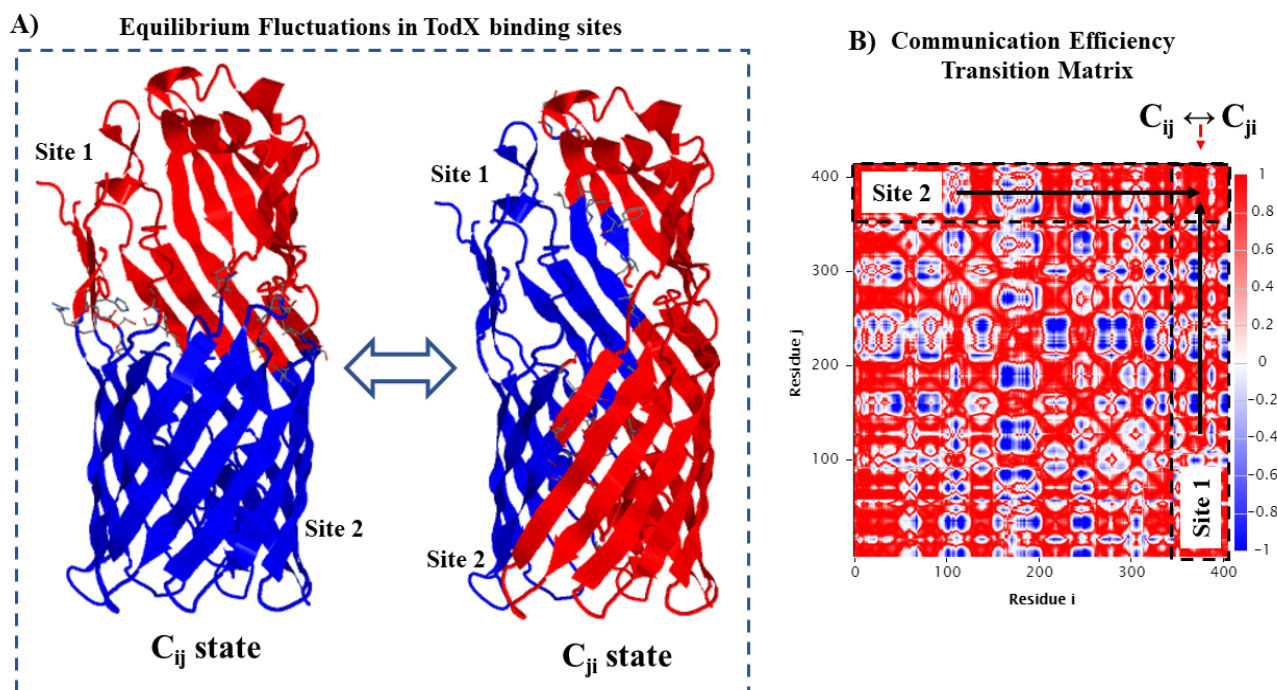 A)
Equilibrium Fluctuations in TodX binding sites
Site 1
Site 2
Cij state
Site 1
Site 2
Cji state
B) Communication Efficiency
Transition Matrix
Cij ↔ Cji
Site 2
Site 1
Residue j
400
300
200
100
0
100
200
300
400
Residue i
1
0.8
0.6
0.4
0.2
0
−0.2
−0.4
−0.6
−0.8
−1